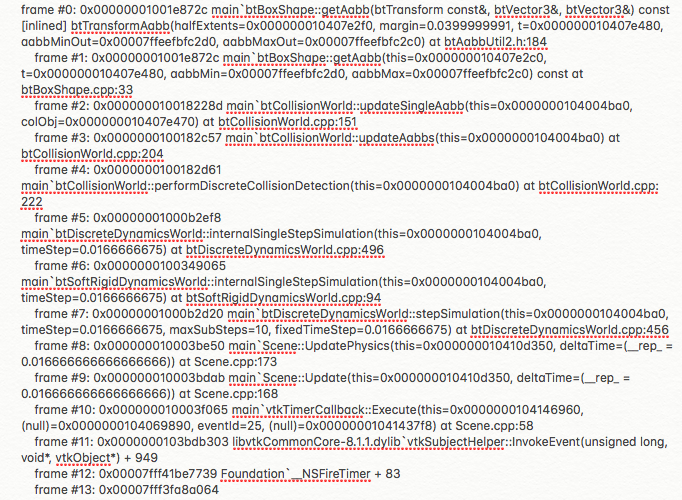 frame #0: 0x00000001001e872c main`btBoxShape::getAabb(btTransform const&, btVector3&, btVector3&) const
[inlined] btTransformAabb(halfExtents=0x000000010407e2f0, margin=0.0399999991, t=0x000000010407e480,
aabbMinOut=0x00007ffeefbfc2d0, aabbMaxOut=0x00007ffeefbfc2c0) at btAabbUtil2.h:184
frame #1: 0x00000001001e872c main`btBoxShape::getAabb(this=0x000000010407e2c0,
t=0x000000010407e480, aabbMin=0x00007ffeefbfc2d0, aabbMax=0x00007ffeefbfc2c0) const at
btBoxShape.cpp:33
frame #2: 0x000000010018228d main`btCollisionWorld::updateSingleAabb(this=0x0000000104004ba0,
colObj=0x000000010407e470) at btCollisionWorld.cpp:151
frame #3: 0x0000000100182c57 main`btCollisionWorld::updateAabbs(this=0x0000000104004ba0) at
btCollisionWorld.cpp:204
frame #4: 0x0000000100182d61
main`btCollisionWorld::performDiscreteCollisionDetection(this=0x0000000104004ba0) at btCollisionWorld.cpp:
222
frame #5: 0x00000001000b2ef8
main`btDiscreteDynamicsWorld::internalSingleStepSimulation(this=0x0000000104004ba0,
timeStep=0.0166666675) at btDiscreteDynamicsWorld.cpp:496
frame #6: 0x0000000100349065
main`btSoftRigidDynamicsWorld::internalSingleStepSimulation(this=0x0000000104004ba0,
timeStep=0.0166666675) at btSoftRigidDynamicsWorld.cpp:94
frame #7: 0x00000001000b2d20 main`btDiscreteDynamicsWorld::stepSimulation(this=0x0000000104004ba0,
timeStep=0.0166666675, maxSubSteps=10, fixedTimeStep=0.0166666675) at btDiscreteDynamicsWorld.cpp:456
frame #8: 0x000000010003be50 main`Scene::UpdatePhysics(this=0x000000010410d350, deltaTime=(__rep_ =
0.016666666666666666)) at Scene.cpp:173
frame #9: 0x000000010003bdab main`Scene::Update(this=0x000000010410d350, deltaTime=(__rep_ =
0.016666666666666666)) at Scene.cpp:168
frame #10: 0x000000010003f065 main`vtkTimerCallback::Execute(this=0x0000000104146960,
(null)=0x0000000104069890, eventId=25, (null)=0x00000001041437f8) at Scene.cpp:58
frame #11: 0x0000000103bdb303 libvtkCommonCore-8.1.1.dylib`vtkSubjectHelper::InvokeEvent(unsigned long,
void*, vtkObject*) + 949
frame #12: 0x00007fff41be7739 Foundation`__NSFireTimer + 83
frame #13: 0x00007fff3fa8a064